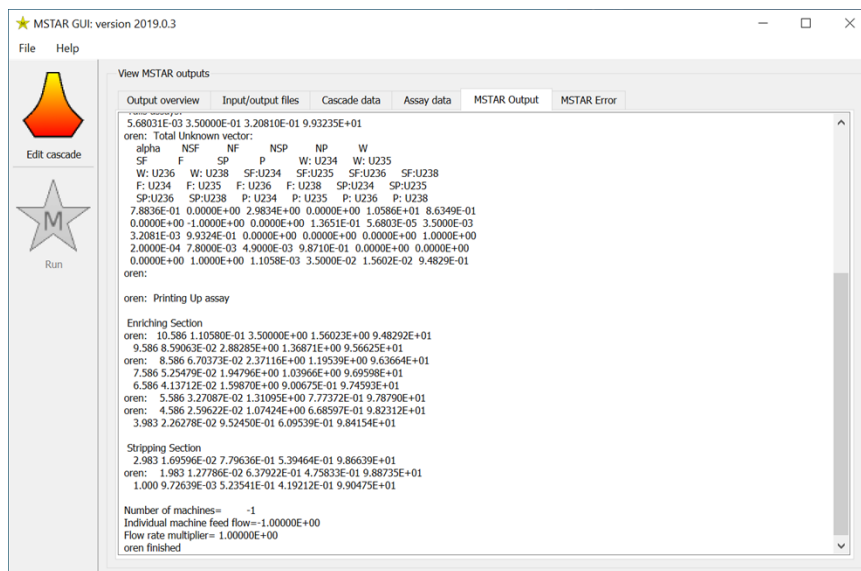 MSTAR GUI: version 2019.0.3
File Help
View MSTAR outputs
Output overview Input/output files Cascade data Assay data MSTAR Output MSTAR Error
Edit cascade
M
Run
5.68031E-03 3.50000E-01 3.20810E-01 9.93235E+01
oren: Total Unknown vector:
alpha NSF NF NSP NP W
SF F SP P W: U234 W: U235
W: U236 W: U238 SF:U234 SF:U235 SF:U236 SF:U238
F: U234 F: U235 F: U236 F: U238 SP:U234 SP:U235
SP:U236 SP:U238 P: U234 P: U235 P: U236 P: U238
7.8836E-01 0.0000E+00 2.9834E+00 0.0000E+00 1.0586E+01 8.6349E-01
0.0000E+00 -1.0000E+00 0.0000E+00 1.3651E-01 5.6803E-05 3.5000E-03
3.2081E-03 9.9324E-01 0.0000E+00 0.0000E+00 0.0000E+00 1.0000E+00
2.0000E-04 7.8000E-03 4.9000E-03 9.8710E-01 0.0000E+00 0.0000E+00
0.0000E+00 1.0000E+00 1.1058E-03 3.5000E-02 1.5602E-02 9.4829E-01
oren:
oren: Printing Up assay
Enriching Section
oren: 10.586 1.10580E-01 3.50000E+00 1.56023E+00 9.48292E+01
9.586 8.59063E-02 2.88285E+00 1.36871E+00 9.56625E+01
oren: 8.586 6.70373E-02 2.37116E+00 1.19539E+00 9.63664E+01
7.586 5.25479E-02 1.94796E+00 1.03966E+00 9.69598E+01
6.586 4.13712E-02 1.59870E+00 9.00675E-01 9.74593E+01
oren: 5.586 3.27087E-02 1.31095E+00 7.77372E-01 9.78790E+01
oren: 4.586 2.59622E-02 1.07424E+00 6.68597E-01 9.82312E+01
3.983 2.26278E-02 9.52450E-01 6.09539E-01 9.84154E+01
Stripping Section
2.983 1.69596E-02 7.79636E-01 5.39464E-01 9.86639E+01
oren: 1.983 1.27786E-02 6.37922E-01 4.75833E-01 9.88735E+01
1.000 9.72639E-03 5.23541E-01 4.19212E-01 9.90475E+01
Number of machines= -1
Individual machine feed flow=-1.00000E+00
Flow rate multiplier= 1.00000E+00
oren finished